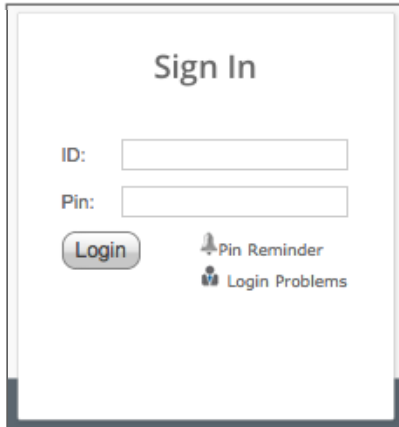 Sign In
ID:
Pin:
Login
Pin Reminder
Login Problems